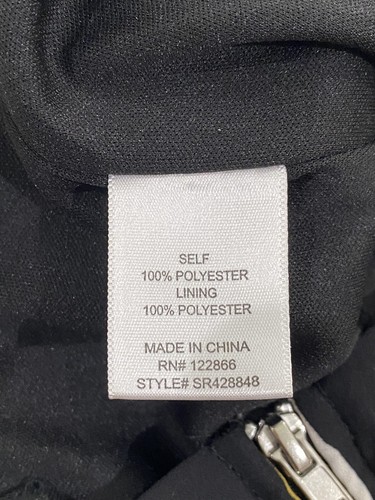 SELF
100% POLYESTER
LINING
100% POLYESTER
MADE IN CHINA
RN# 122866
STYLE# SR428848